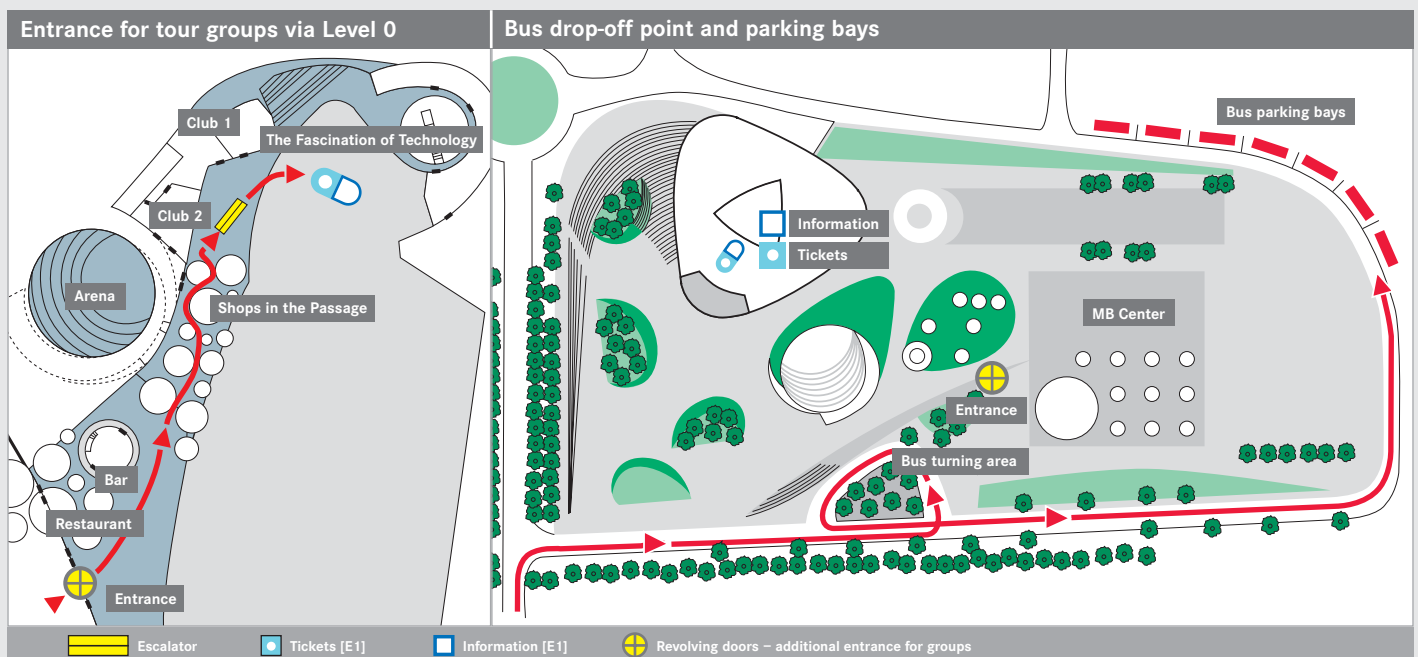 Entrance for tour groups via Level 0
Club 1
The Fascination of Technology
Club 2
Arena
Shops in the Passage
Bar
Restaurant
Entrance
Bus drop-off point and parking bays
Bus parking bays
Information
Tickets
MB Center
Entrance
Bus turning area
Escalator
Tickets [E1]
Information [E1]
Revolving doors – additional entrance for groups